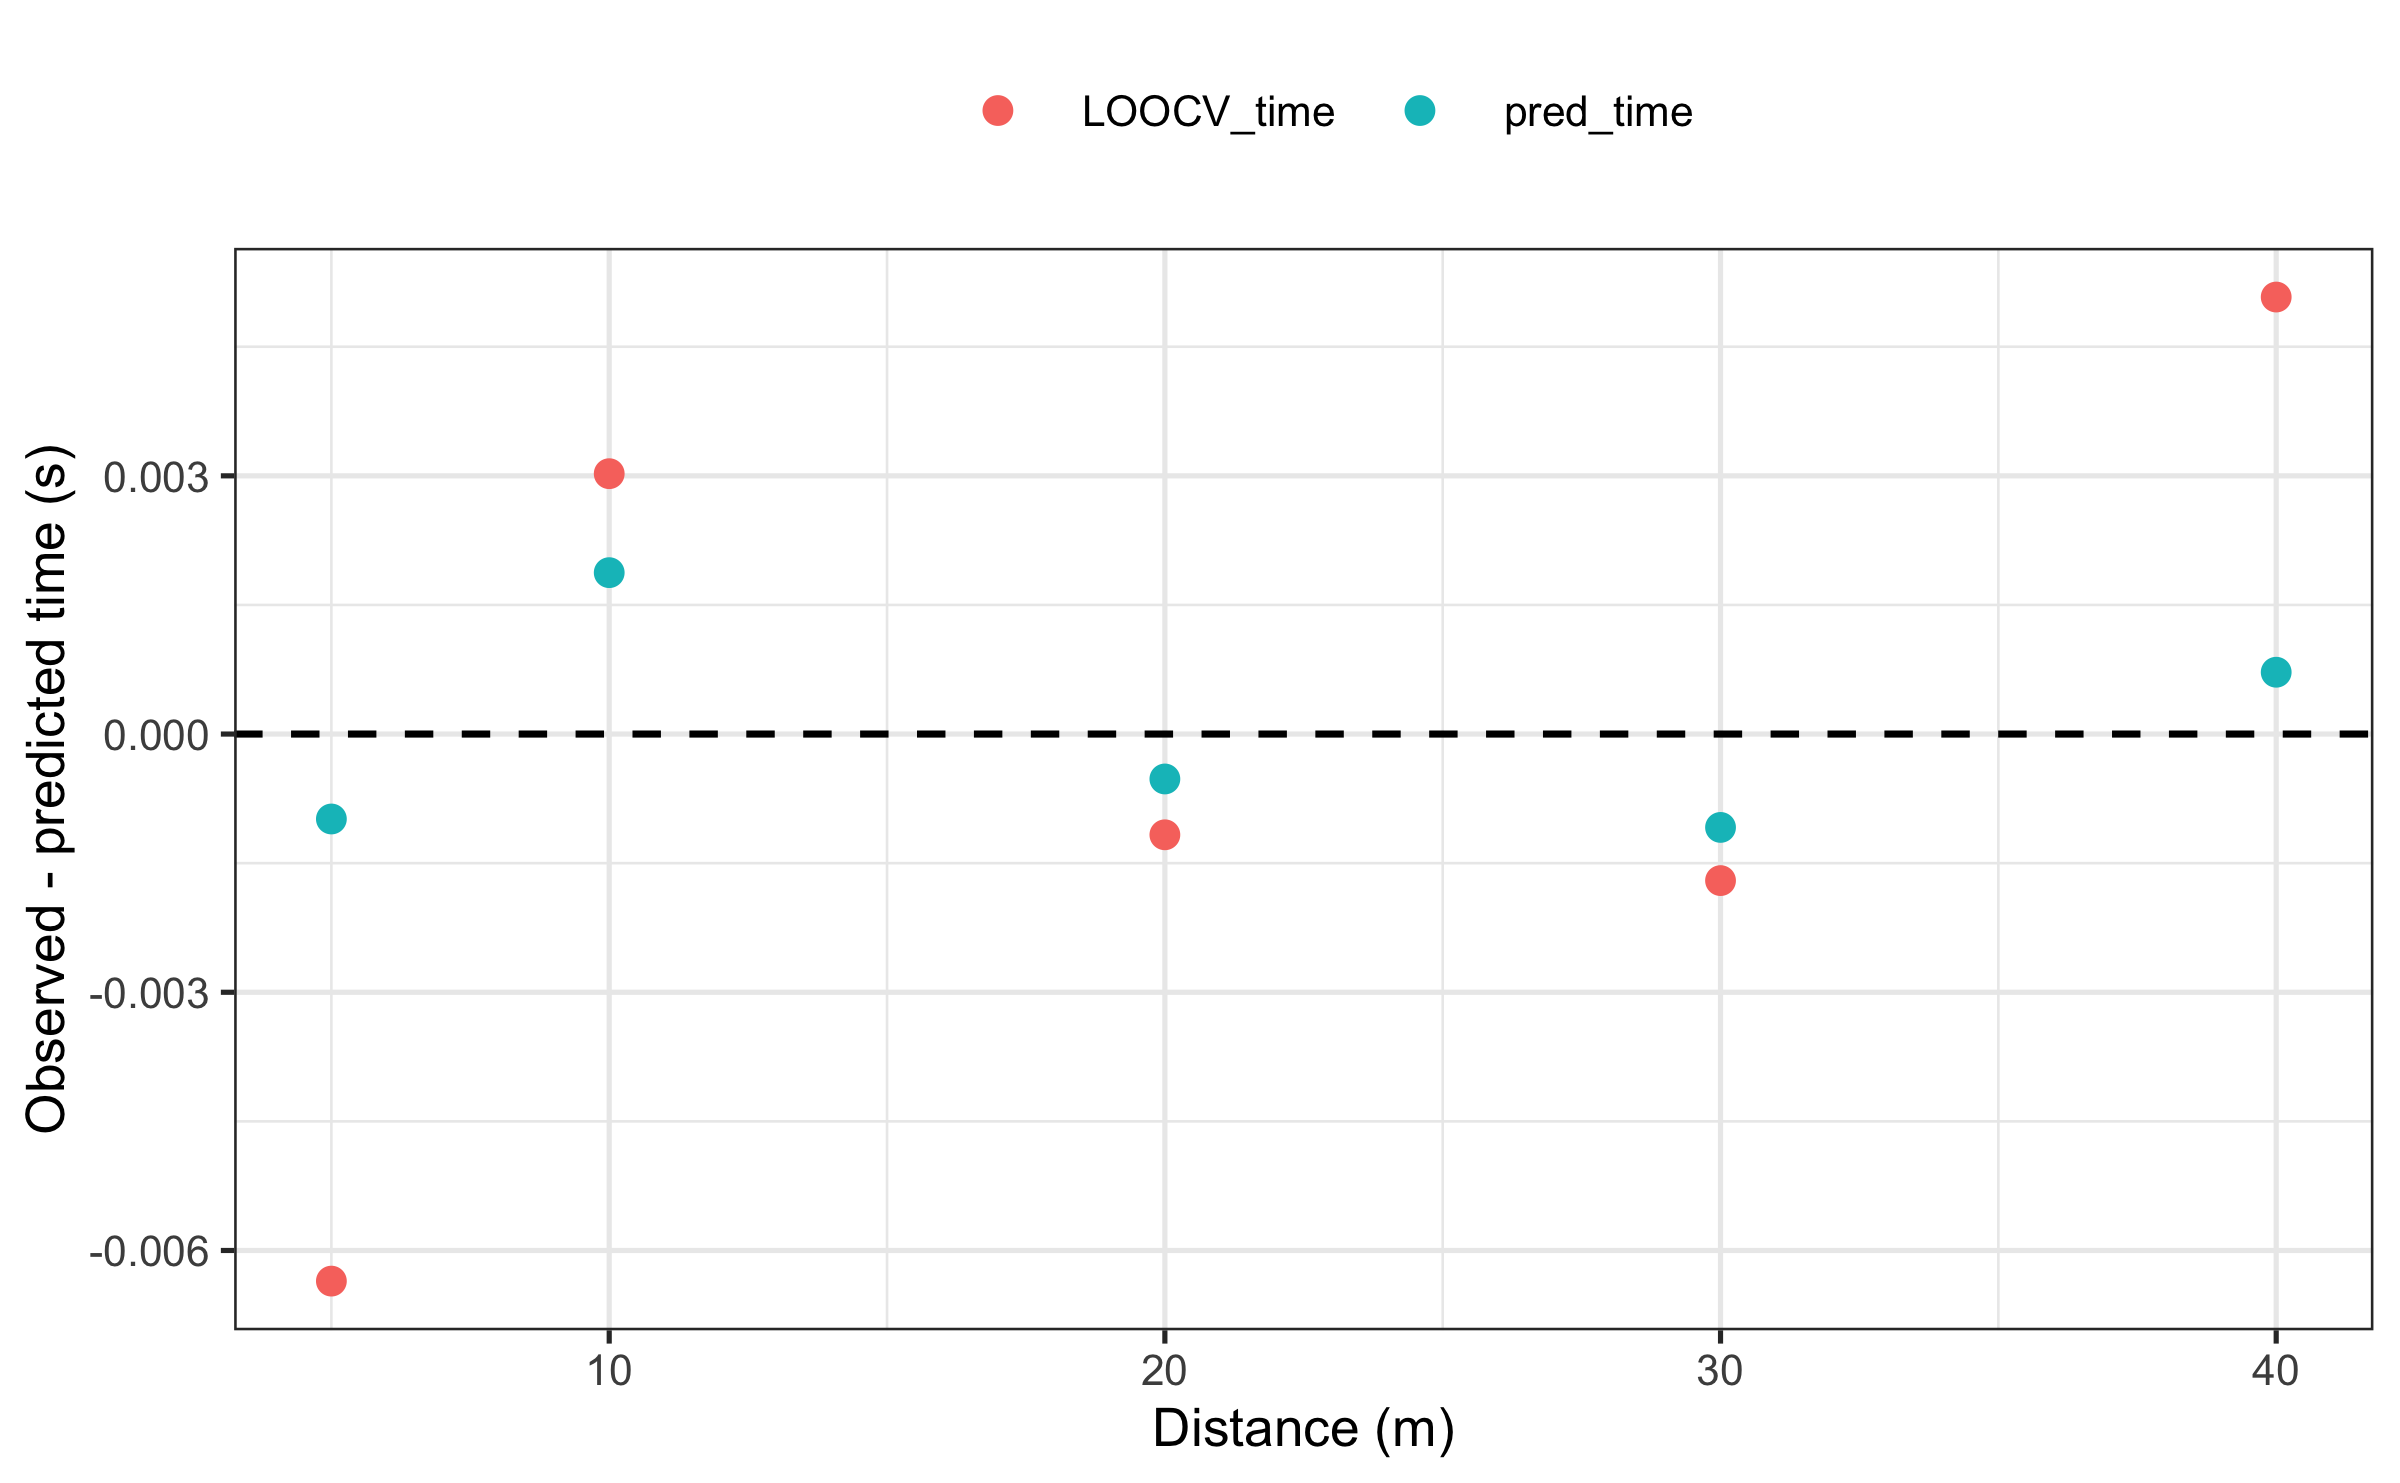 LOOCV_time pred_time
Observed - predicted time (s)
0.003
0.000
-0.003
-0.006
10 20 30 40
Distance (m)